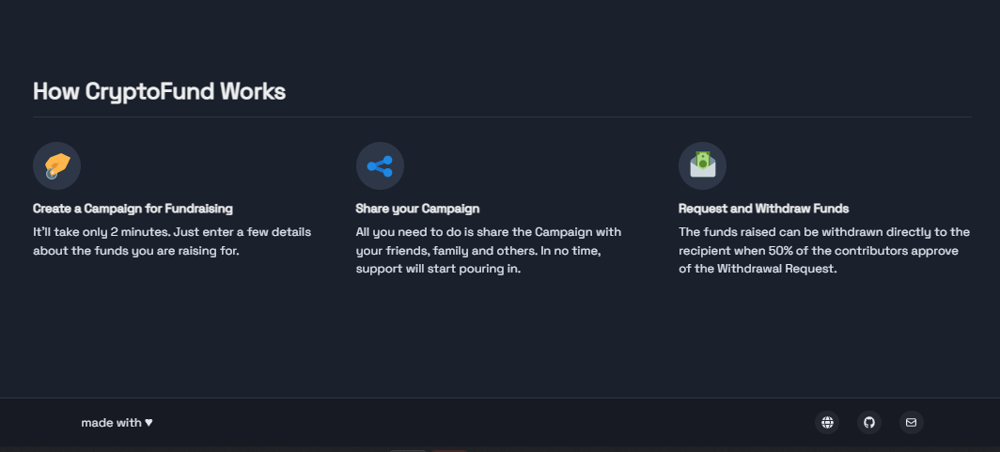 How CryptoFund Works
Create a Campaign for Fundraising
It'll take only 2 minutes. Just enter a few details
about the funds you are raising for.
Share your Campaign
All you need to do is share the Campaign with
your friends, family and others. In no time,
support will start pouring in.
Request and Withdraw Funds
The funds raised can be withdrawn directly to the
recipient when 50% of the contributors approve
of the Withdrawal Request.
made with ♥